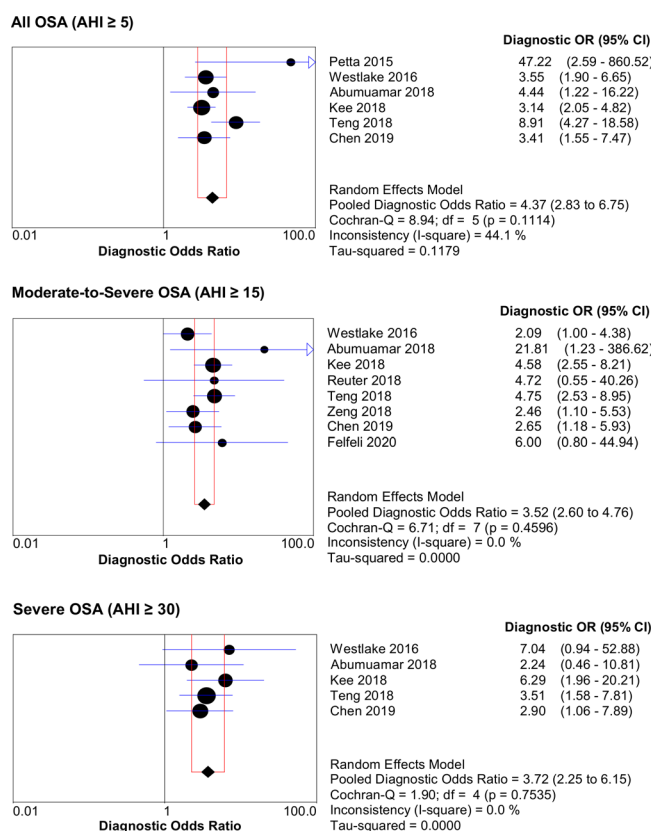 All OSA (AHI ≥ 5)
Diagnostic OR (95% CI)
Petta 2015 47.22 (2.59 - 860.52)
Westlake 2016 3.55 (1.90 - 6.65)
Abumuamar 2018 4.44 (1.22 - 16.22)
Kee 2018 3.14 (2.05 - 4.82)
Teng 2018 8.91 (4.27 - 18.58)
Chen 2019 3.41 (1.55 - 7.47)
Random Effects Model
Pooled Diagnostic Odds Ratio = 4.37 (2.83 to 6.75)
Cochran-Q = 8.94; df = 5 (p = 0.1114)
Inconsistency (I-square) = 44.1 %
Tau-squared = 0.1179
0.01 1 100.0
Diagnostic Odds Ratio
Moderate-to-Severe OSA (AHI ≥ 15)
Diagnostic OR (95% CI)
Westlake 2016 2.09 (1.00 - 4.38)
Abumuamar 2018 21.81 (1.23 - 386.62)
Kee 2018 4.58 (2.55 - 8.21)
Reuter 2018 4.72 (0.55 - 40.26)
Teng 2018 4.75 (2.53 - 8.95)
Zeng 2018 2.46 (1.10 - 5.53)
Chen 2019 2.65 (1.18 - 5.93)
Felfeli 2020 6.00 (0.80 - 44.94)
Random Effects Model
Pooled Diagnostic Odds Ratio = 3.52 (2.60 to 4.76)
Cochran-Q = 6.71; df = 7 (p = 0.4596)
Inconsistency (I-square) = 0.0 %
Tau-squared = 0.0000
0.01 1 100.0
Diagnostic Odds Ratio
Severe OSA (AHI ≥ 30)
Diagnostic OR (95% CI)
Westlake 2016 7.04 (0.94 - 52.88)
Abumuamar 2018 2.24 (0.46 - 10.81)
Kee 2018 6.29 (1.96 - 20.21)
Teng 2018 3.51 (1.58 - 7.81)
Chen 2019 2.90 (1.06 - 7.89)
Random Effects Model
Pooled Diagnostic Odds Ratio = 3.72 (2.25 to 6.15)
Cochran-Q = 1.90; df = 4 (p = 0.7535)
Inconsistency (I-square) = 0.0 %
Tau-squared = 0.0000
0.01 1 100.0
Diagnostic Odds Ratio